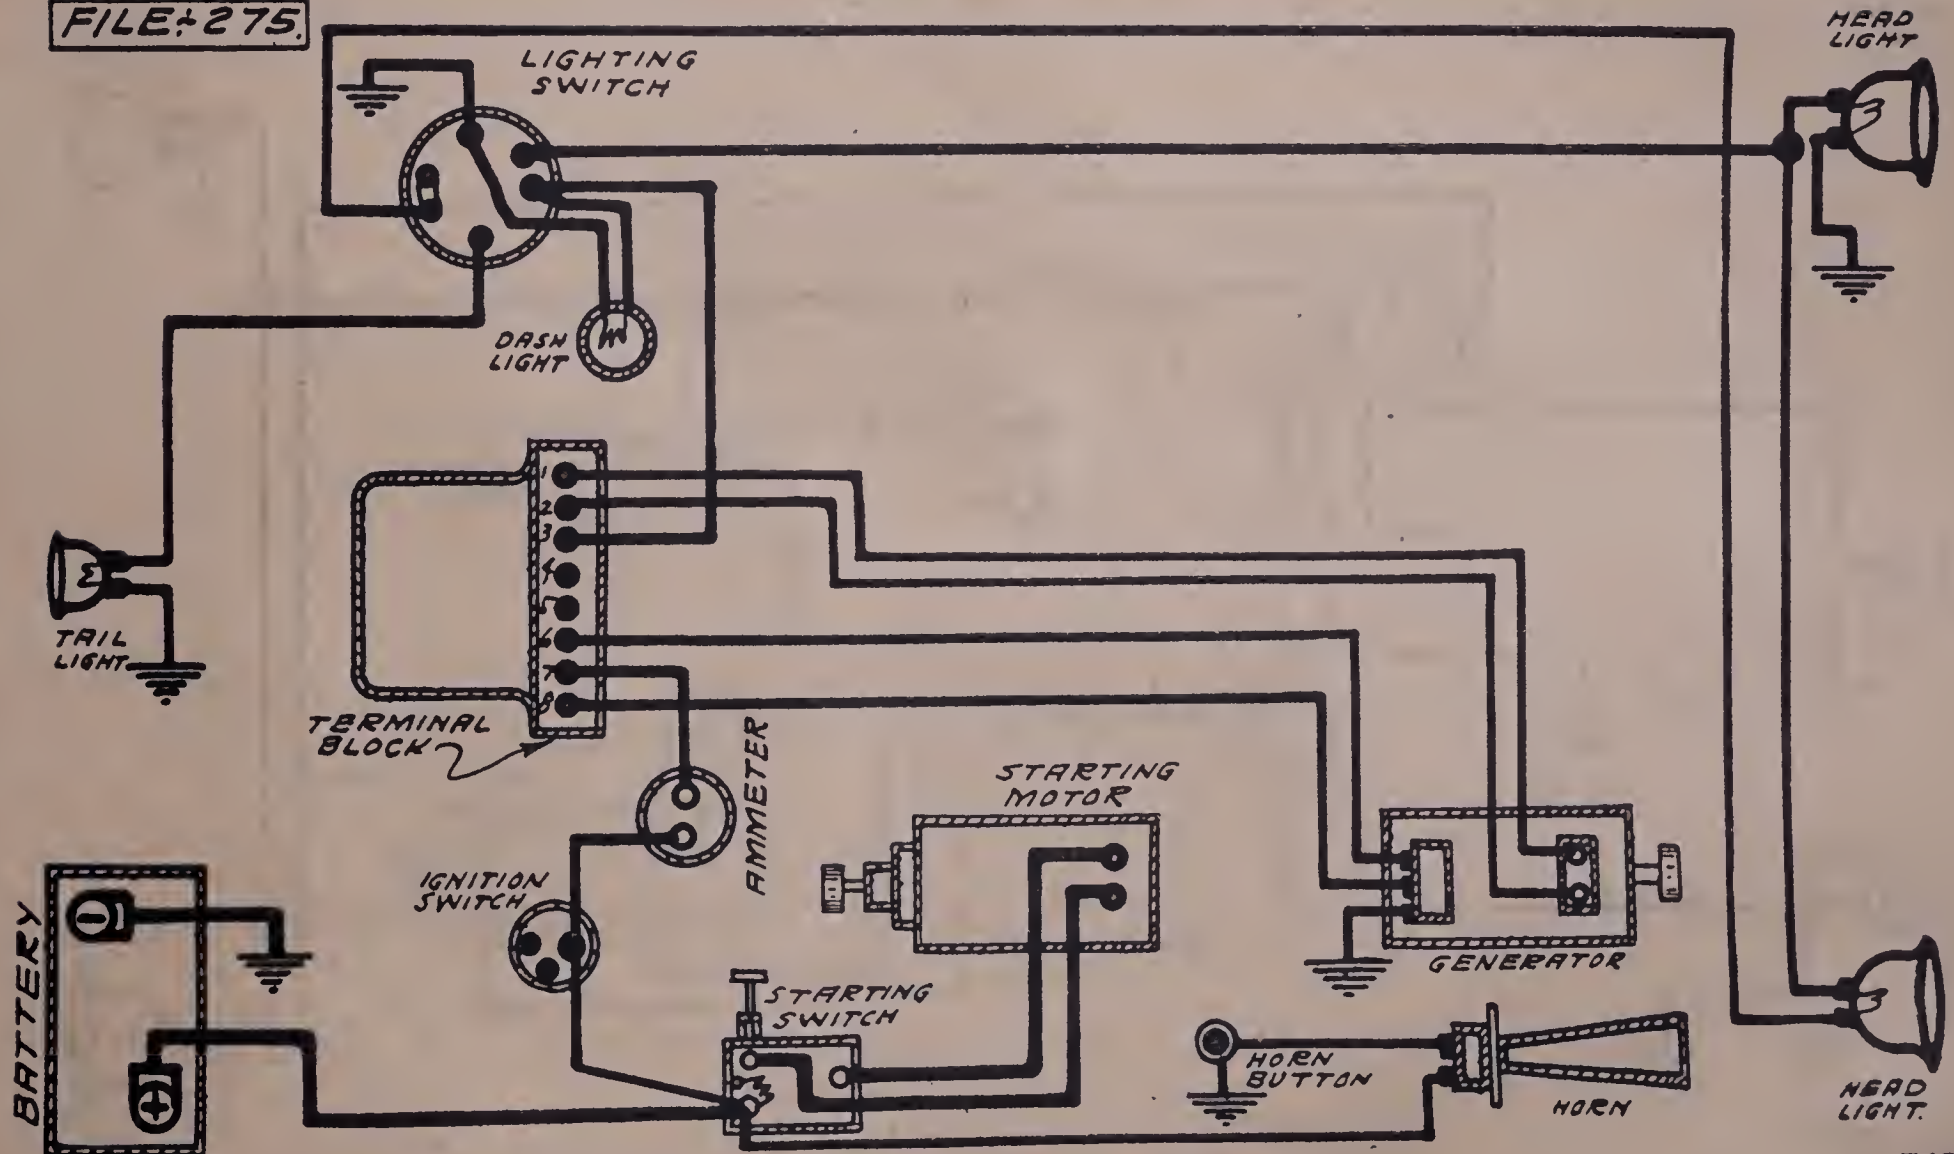 FILE÷275.
HEAD
LIGHT
LIGHTING
SWITCH
DASH
LIGHT
1
2
3
4
5
6
7
8
TAIL
LIGHT.
TERMINAL
BLOCK
AMMETER
STARTING
MOTOR
IGNITION
SWITCH
BATTERY
GENERATOR
STARTING
SWITCH
HORN
BUTTON
HORN
HEAD
LIGHT.